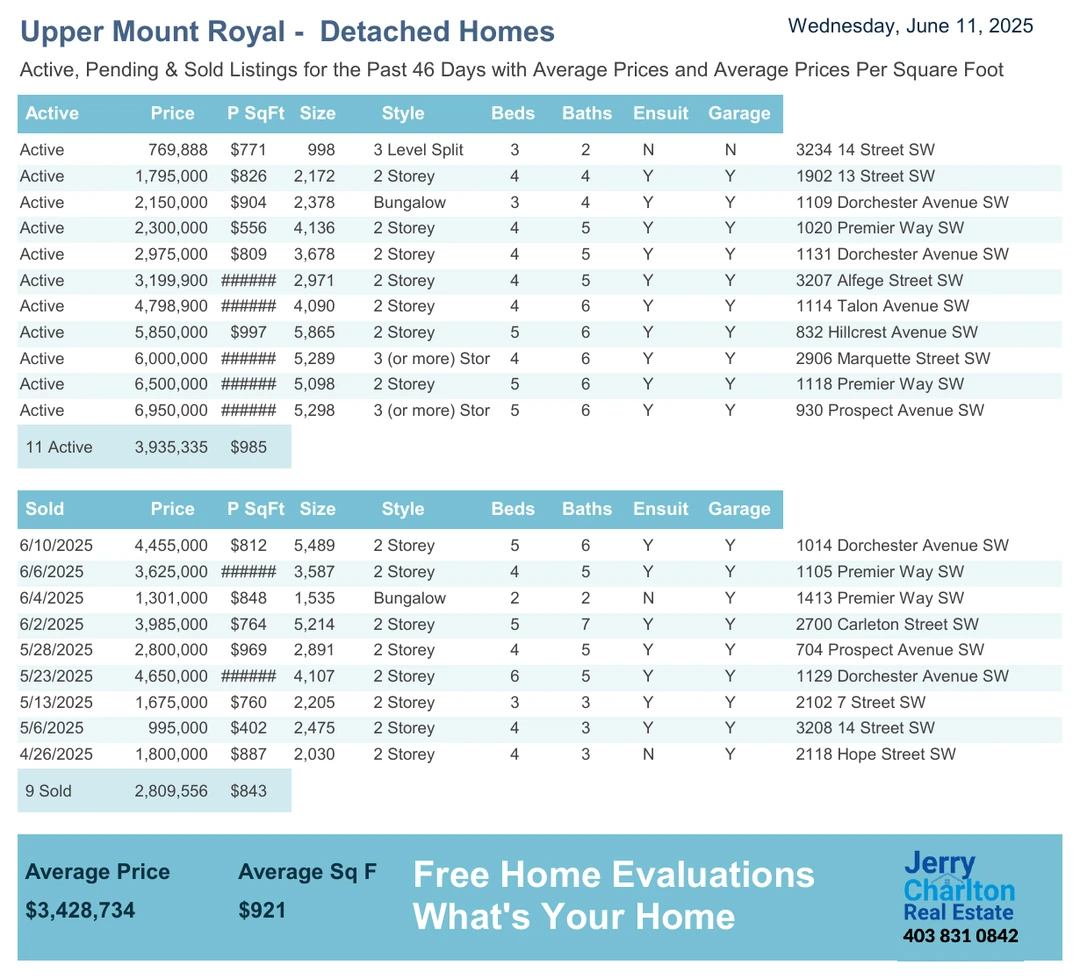 Upper Mount Royal - Detached Homes
Wednesday, June 11, 2025
Active, Pending & Sold Listings for the Past 46 Days with Average Prices and Average Prices Per Square Foot
Active Price P SqFt Size Style Beds Baths Ensuit Garage
Active 769,888 $771 998 3 Level Split 3 2 N N 3234 14 Street SW
Active 1,795,000 $826 2,172 2 Storey 4 4 Y Y 1902 13 Street SW
Active 2,150,000 $904 2,378 Bungalow 3 4 Y Y 1109 Dorchester Avenue SW
Active 2,300,000 $556 4,136 2 Storey 4 5 Y Y 1020 Premier Way SW
Active 2,975,000 $809 3,678 2 Storey 4 5 Y Y 1131 Dorchester Avenue SW
Active 3,199,900 ###### 2,971 2 Storey 4 5 Y Y 3207 Alfege Street SW
Active 4,798,900 ###### 4,090 2 Storey 4 6 Y Y 1114 Talon Avenue SW
Active 5,850,000 $997 5,865 2 Storey 5 6 Y Y 832 Hillcrest Avenue SW
Active 6,000,000 ###### 5,289 3 (or more) Stor 4 6 Y Y 2906 Marquette Street SW
Active 6,500,000 ###### 5,098 2 Storey 5 6 Y Y 1118 Premier Way SW
Active 6,950,000 ###### 5,298 3 (or more) Stor 5 6 Y Y 930 Prospect Avenue SW
11 Active 3,935,335 $985
Sold Price P SqFt Size Style Beds Baths Ensuit Garage
6/10/2025 4,455,000 $812 5,489 2 Storey 5 6 Y Y 1014 Dorchester Avenue SW
6/6/2025 3,625,000 ###### 3,587 2 Storey 4 5 Y Y 1105 Premier Way SW
6/4/2025 1,301,000 $848 1,535 Bungalow 2 2 N Y 1413 Premier Way SW
6/2/2025 3,985,000 $764 5,214 2 Storey 5 7 Y Y 2700 Carleton Street SW
5/28/2025 2,800,000 $969 2,891 2 Storey 4 5 Y Y 704 Prospect Avenue SW
5/23/2025 4,650,000 ###### 4,107 2 Storey 6 5 Y Y 1129 Dorchester Avenue SW
5/13/2025 1,675,000 $760 2,205 2 Storey 3 3 Y Y 2102 7 Street SW
5/6/2025 995,000 $402 2,475 2 Storey 4 3 Y Y 3208 14 Street SW
4/26/2025 1,800,000 $887 2,030 2 Storey 4 3 N Y 2118 Hope Street SW
9 Sold 2,809,556 $843
Average Price Average Sq F
$3,428,734 $921
Free Home Evaluations
What's Your Home
Jerry
Charlton
Real Estate
403 831 0842